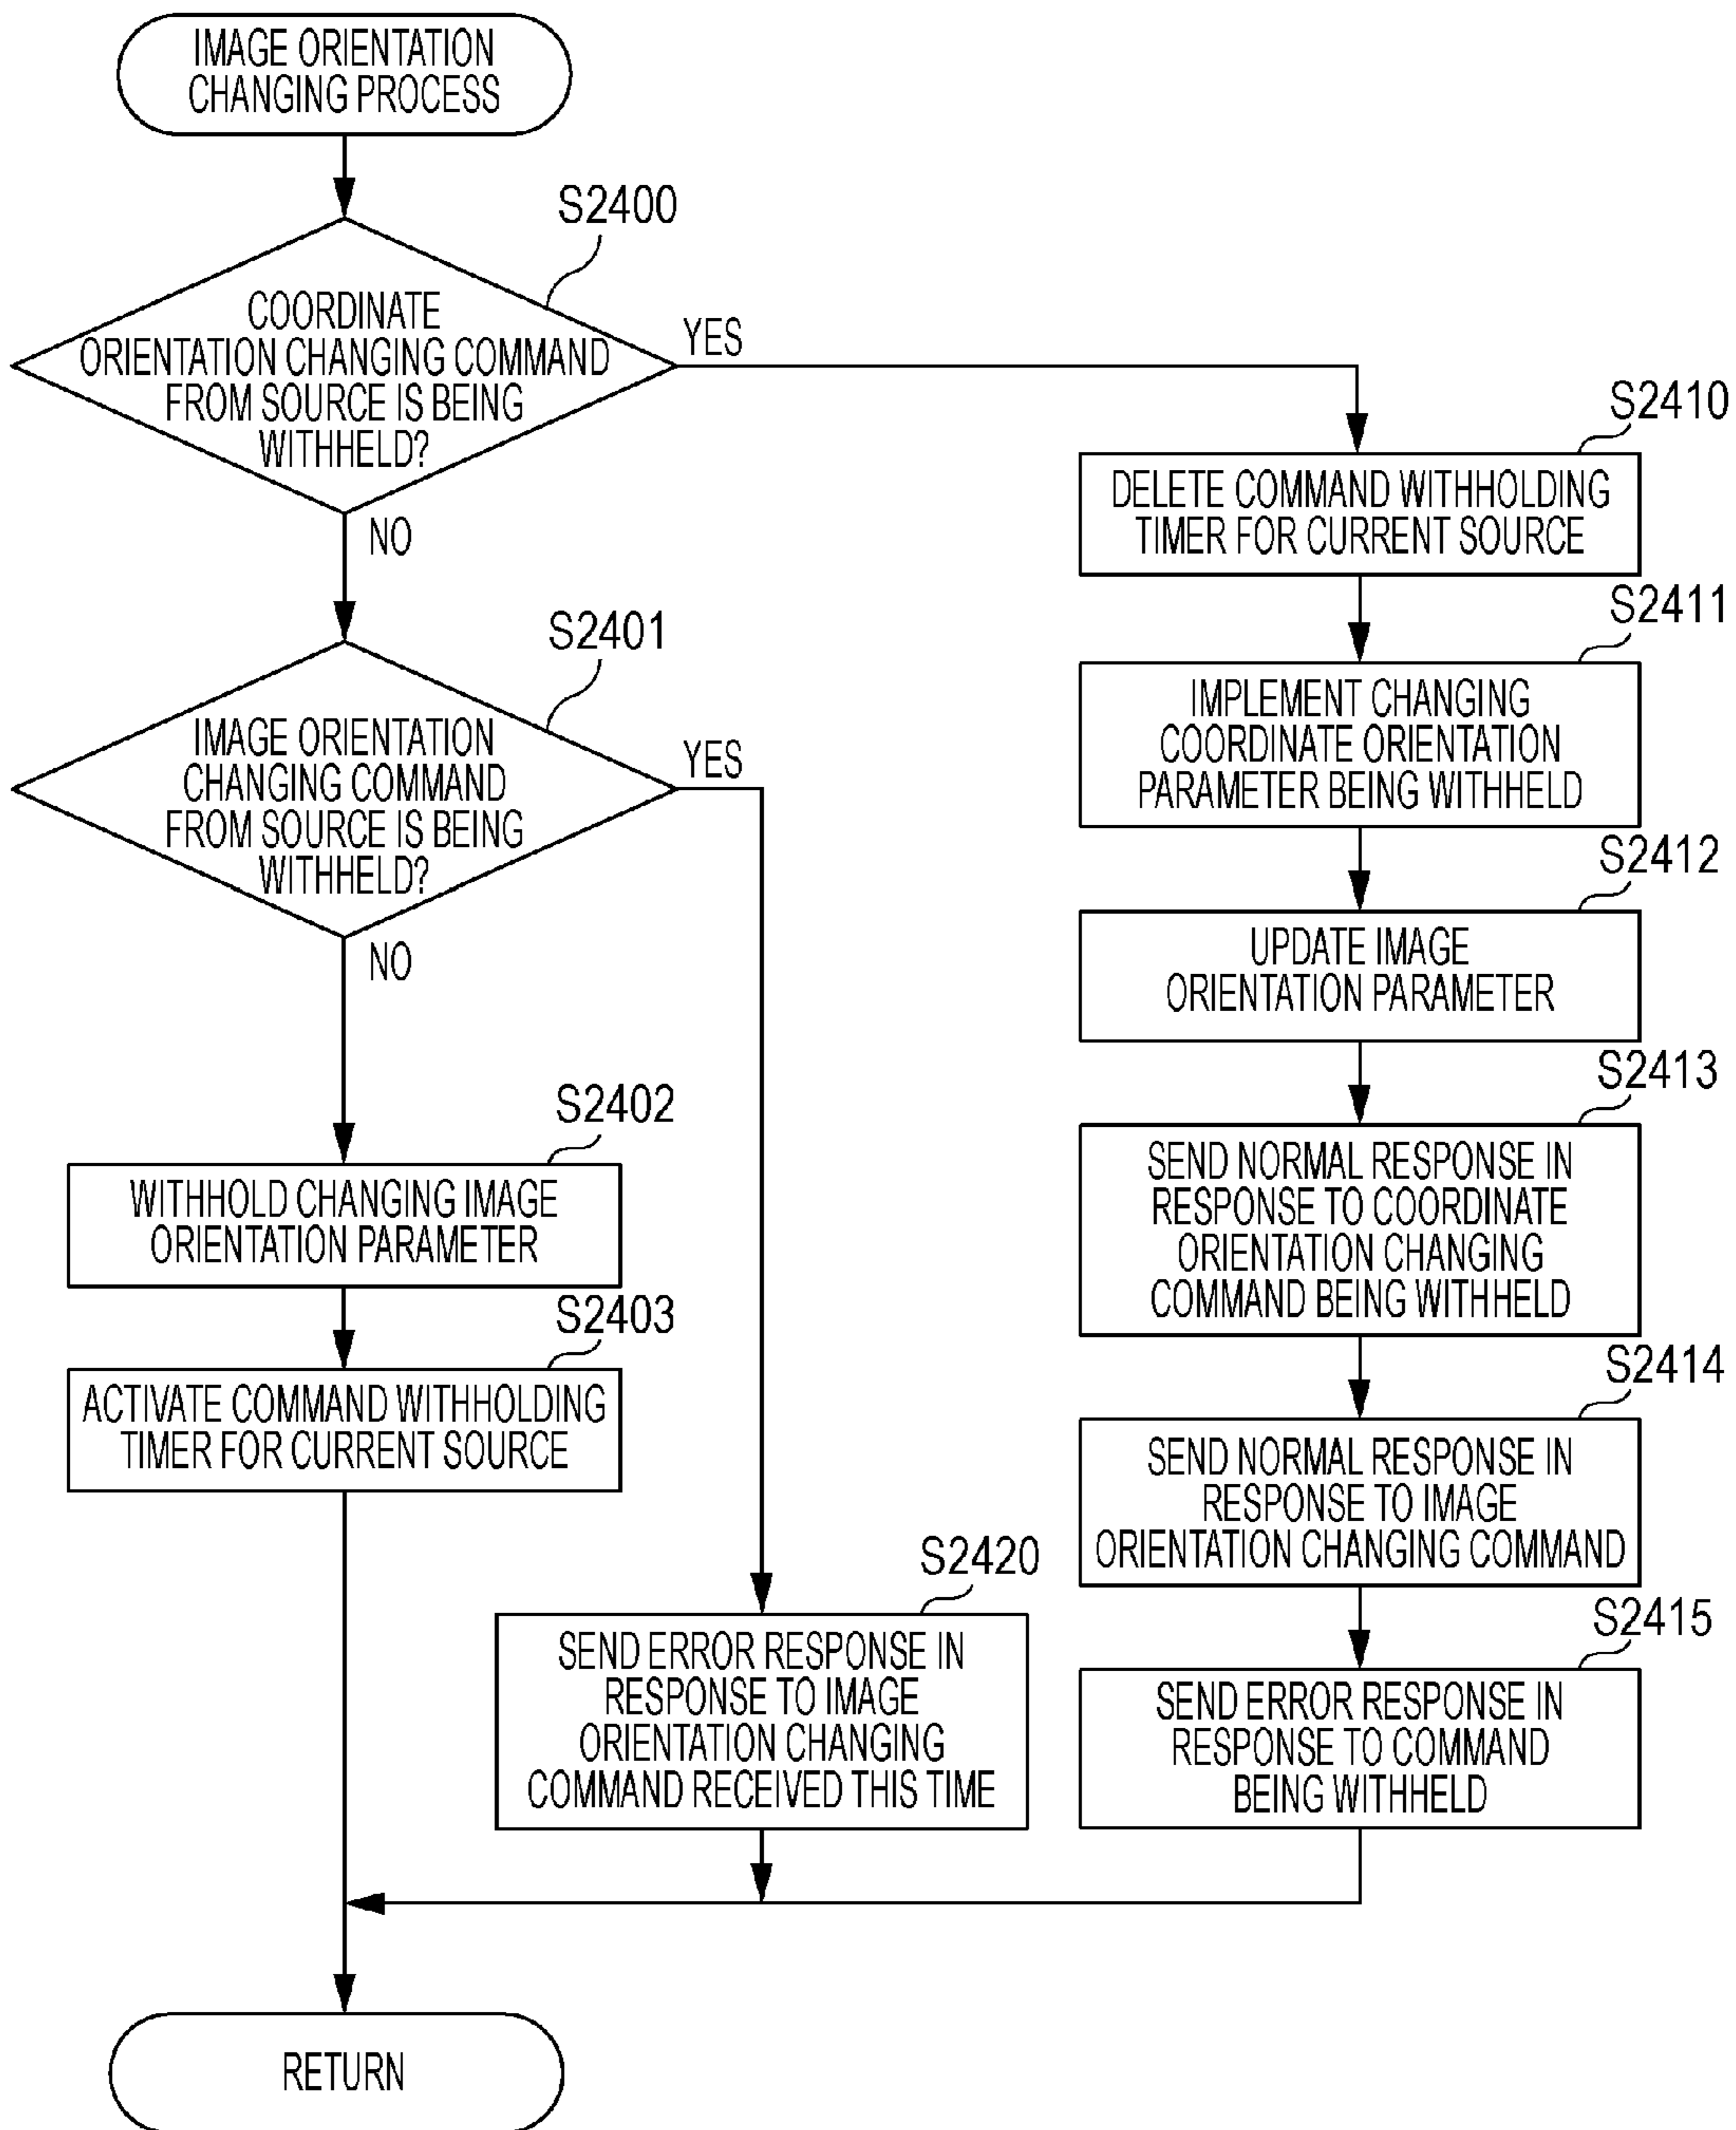 IMAGE ORIENTATION
CHANGING PROCESS
S2400
COORDINATE
ORIENTATION CHANGING COMMAND
FROM SOURCE IS BEING
WITHHELD?
YES
NO
S2401
IMAGE ORIENTATION
CHANGING COMMAND
FROM SOURCE IS BEING
WITHHELD?
YES
NO
S2402
WITHHOLD CHANGING IMAGE
ORIENTATION PARAMETER
S2403
ACTIVATE COMMAND WITHHOLDING
TIMER FOR CURRENT SOURCE
S2420
SEND ERROR RESPONSE IN
RESPONSE TO IMAGE
ORIENTATION CHANGING
COMMAND RECEIVED THIS TIME
S2410
DELETE COMMAND WITHHOLDING
TIMER FOR CURRENT SOURCE
S2411
IMPLEMENT CHANGING
COORDINATE ORIENTATION
PARAMETER BEING WITHHELD
S2412
UPDATE IMAGE
ORIENTATION PARAMETER
S2413
SEND NORMAL RESPONSE IN
RESPONSE TO COORDINATE
ORIENTATION CHANGING
COMMAND BEING WITHHELD
S2414
SEND NORMAL RESPONSE IN
RESPONSE TO IMAGE
ORIENTATION CHANGING COMMAND
S2415
SEND ERROR RESPONSE IN
RESPONSE TO COMMAND
BEING WITHHELD
RETURN